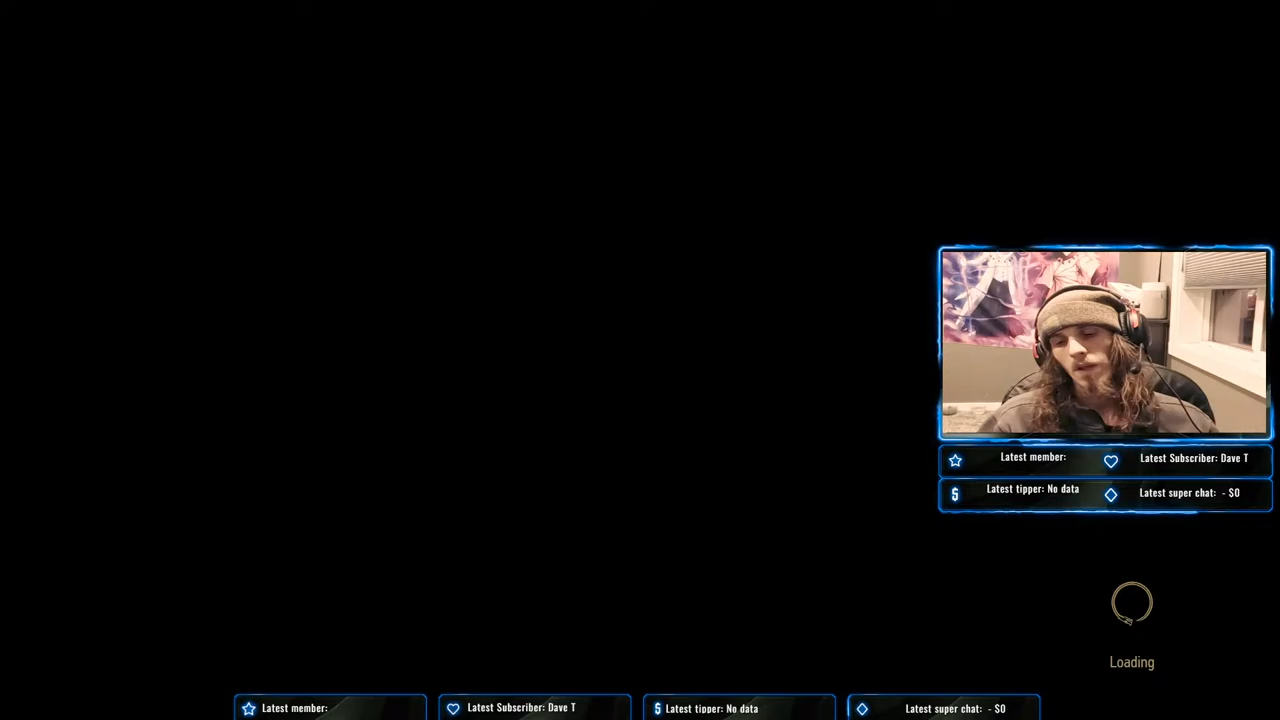 Latest member:
Latest Subscriber: Dave T
Latest tipper: No data
Latest super chat: - $0
Loading
Latest member:
Latest Subscriber: Dave T
Latest tipper: No data
Latest super chat: - $0